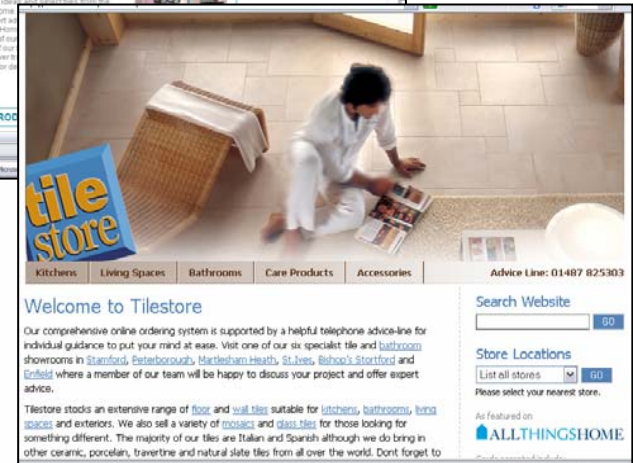 tile
store
Kitchens Living Spaces Bathrooms Care Products Accessories Advice Line: 01487 825303
Welcome to Tilestore
Our comprehensive online ordering system is supported by a helpful telephone advice-line for
individual guidance to put your mind at ease. Visit one of our six specialist tile and bathroom
showrooms in Stamford, Peterborough, Martlesham Heath, St.Ives, Bishop's Stortford and
Enfield where a member of our team will be happy to discuss your project and offer expert
advice.
Tilestore stocks an extensive range of floor and wall tiles suitable for kitchens, bathrooms, living
spaces and exteriors. We also sell a variety of mosaics and glass tiles for those looking for
something different. The majority of our tiles are Italian and Spanish although we do bring in
other ceramic, porcelain, travertine and natural slate tiles from all over the world. Dont forget to
Search Website
GO
Store Locations
List all stores GO
Please select your nearest store.
As featured on
ALLTHINGSHOME